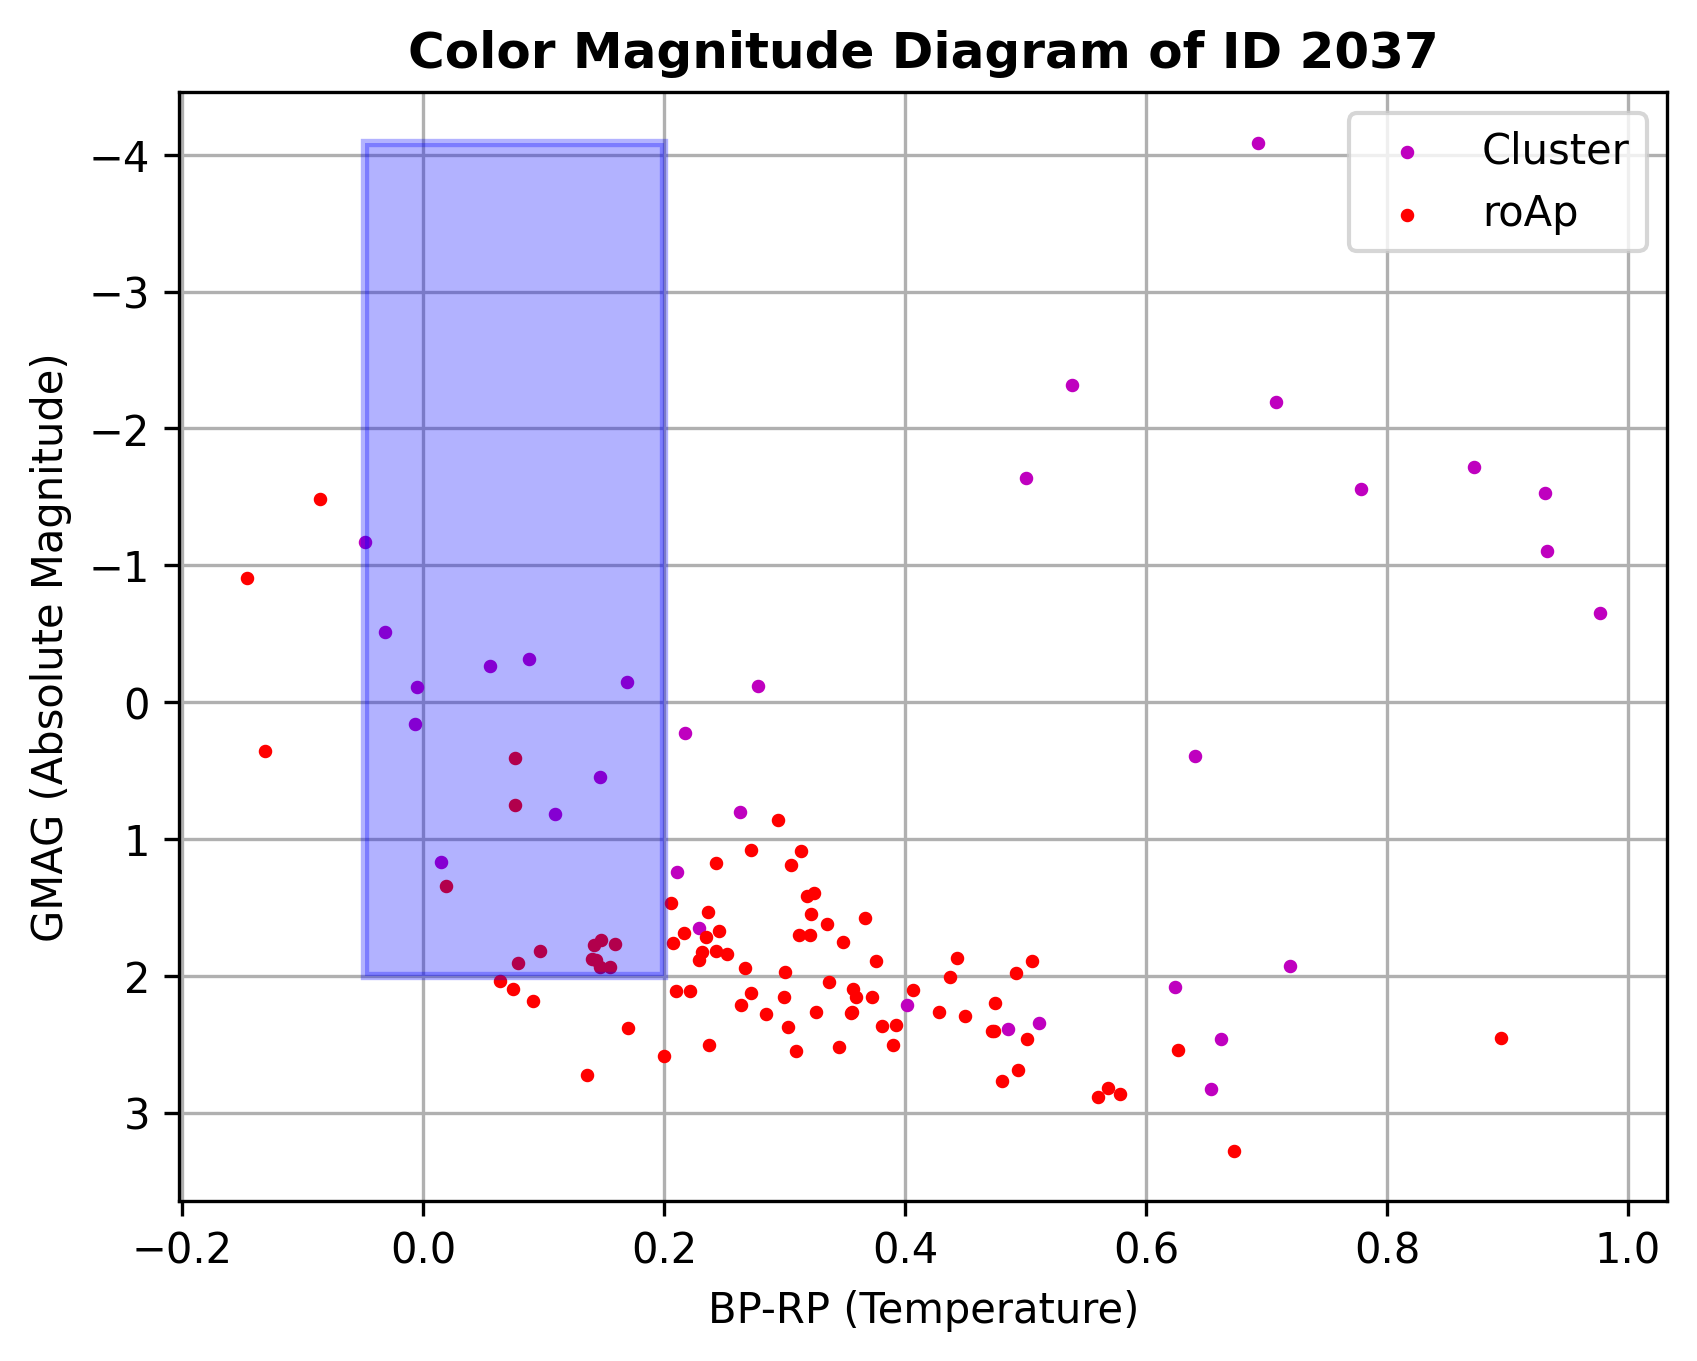 Color Magnitude Diagram of ID 2037
Cluster
roAp
GMAG (Absolute Magnitude)
−4
−3
−2
−1
0
1
2
3
−0.2 0.0 0.2 0.4 0.6 0.8 1.0
BP-RP (Temperature)